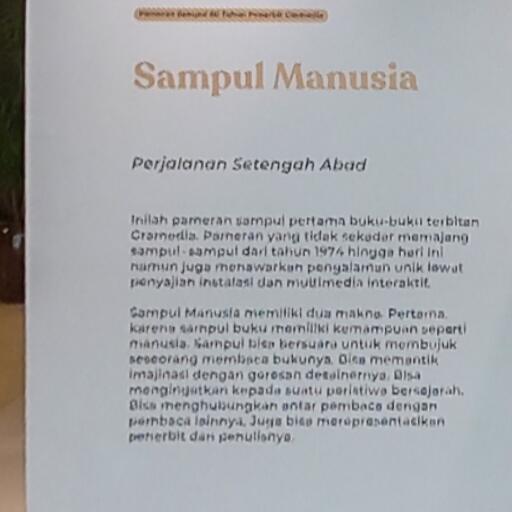 Pameran Sampul 50 Tahun Penerbit Gramedia
Sampul Manusia
Perjalanan Setengah Abad
Inilah pameran sampul pertama buku-buku terbitan
Gramedia. Pameran yang tidak sekadar memajang
sampul-sampul dari tahun 1974 hingga hari ini
namun juga menawarkan pengalaman unik lewat
penyajian instalasi dan multimedia interaktif.
Sampul Manusia memiliki dua makna. Pertama,
karena sampul buku memiliki kemampuan seperti
manusia. Sampul bisa bersuara untuk membujuk
seseorang membaca bukunya. Bisa memantik
imajinasi dengan goresan desainernya. Bisa
mengingatkan kepada suatu peristiwa bersejarah.
Bisa menghubungkan antar pembaca dengan
pembaca lainnya. Juga bisa merepresentasikan
penerbit dan penulisnya.